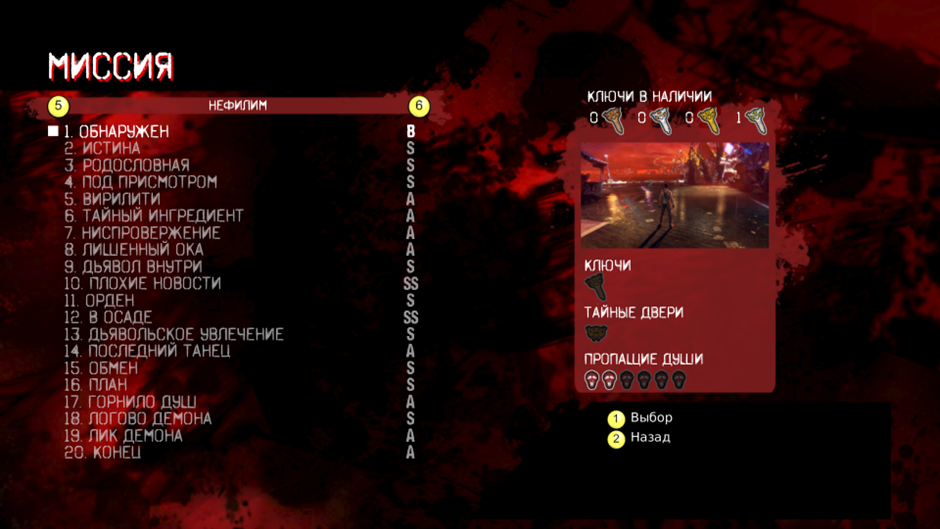 МИССИЯ
5 НЕФИЛИМ 6
1. ОБНАРУЖЕН B
2. ИСТИНА S
3. РОДОСЛОВНАЯ S
4. ПОД ПРИСМОТРОМ S
5. ВИРИЛИТИ A
6. ТАЙНЫЙ ИНГРЕДИЕНТ A
7. НИСПРОВЕРЖЕНИЕ A
8. ЛИШЕННЫЙ ОКА A
9. ДЬЯВОЛ ВНУТРИ S
10. ПЛОХИЕ НОВОСТИ SS
11. ОРДЕН S
12. В ОСАДЕ SS
13. ДЬЯВОЛЬСКОЕ УВЛЕЧЕНИЕ S
14. ПОСЛЕДНИЙ ТАНЕЦ A
15. ОБМЕН S
16. ПЛАН S
17. ГОРНИЛО ДУШ A
18. ЛОГОВО ДЕМОНА S
19. ЛИК ДЕМОНА A
20. КОНЕЦ A
КЛЮЧИ В НАЛИЧИИ
0 0 0 1
КЛЮЧИ
ТАЙНЫЕ ДВЕРИ
ПРОПАЩИЕ ДУШИ
1 Выбор
2 Назад